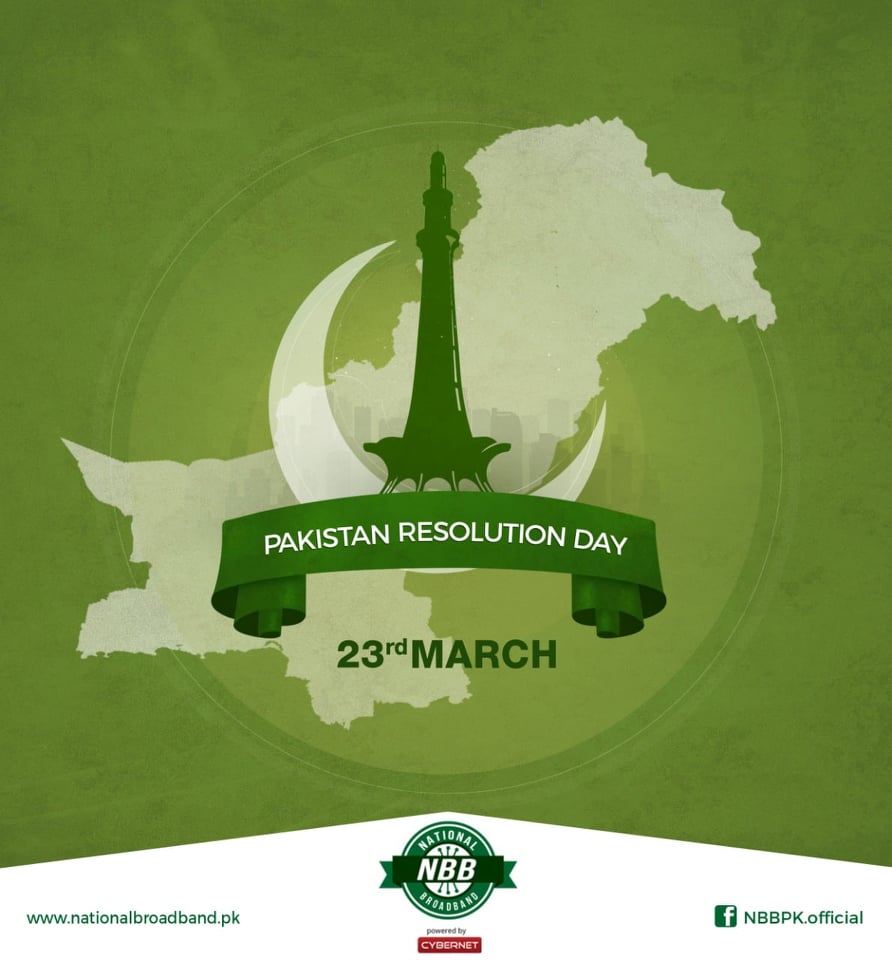 PAKISTAN RESOLUTION DAY
23rd MARCH
NATIONAL
NBB
BROADBAND
powered by
CYBERNET
www.nationalbroadband.pk
f NBBPK.official